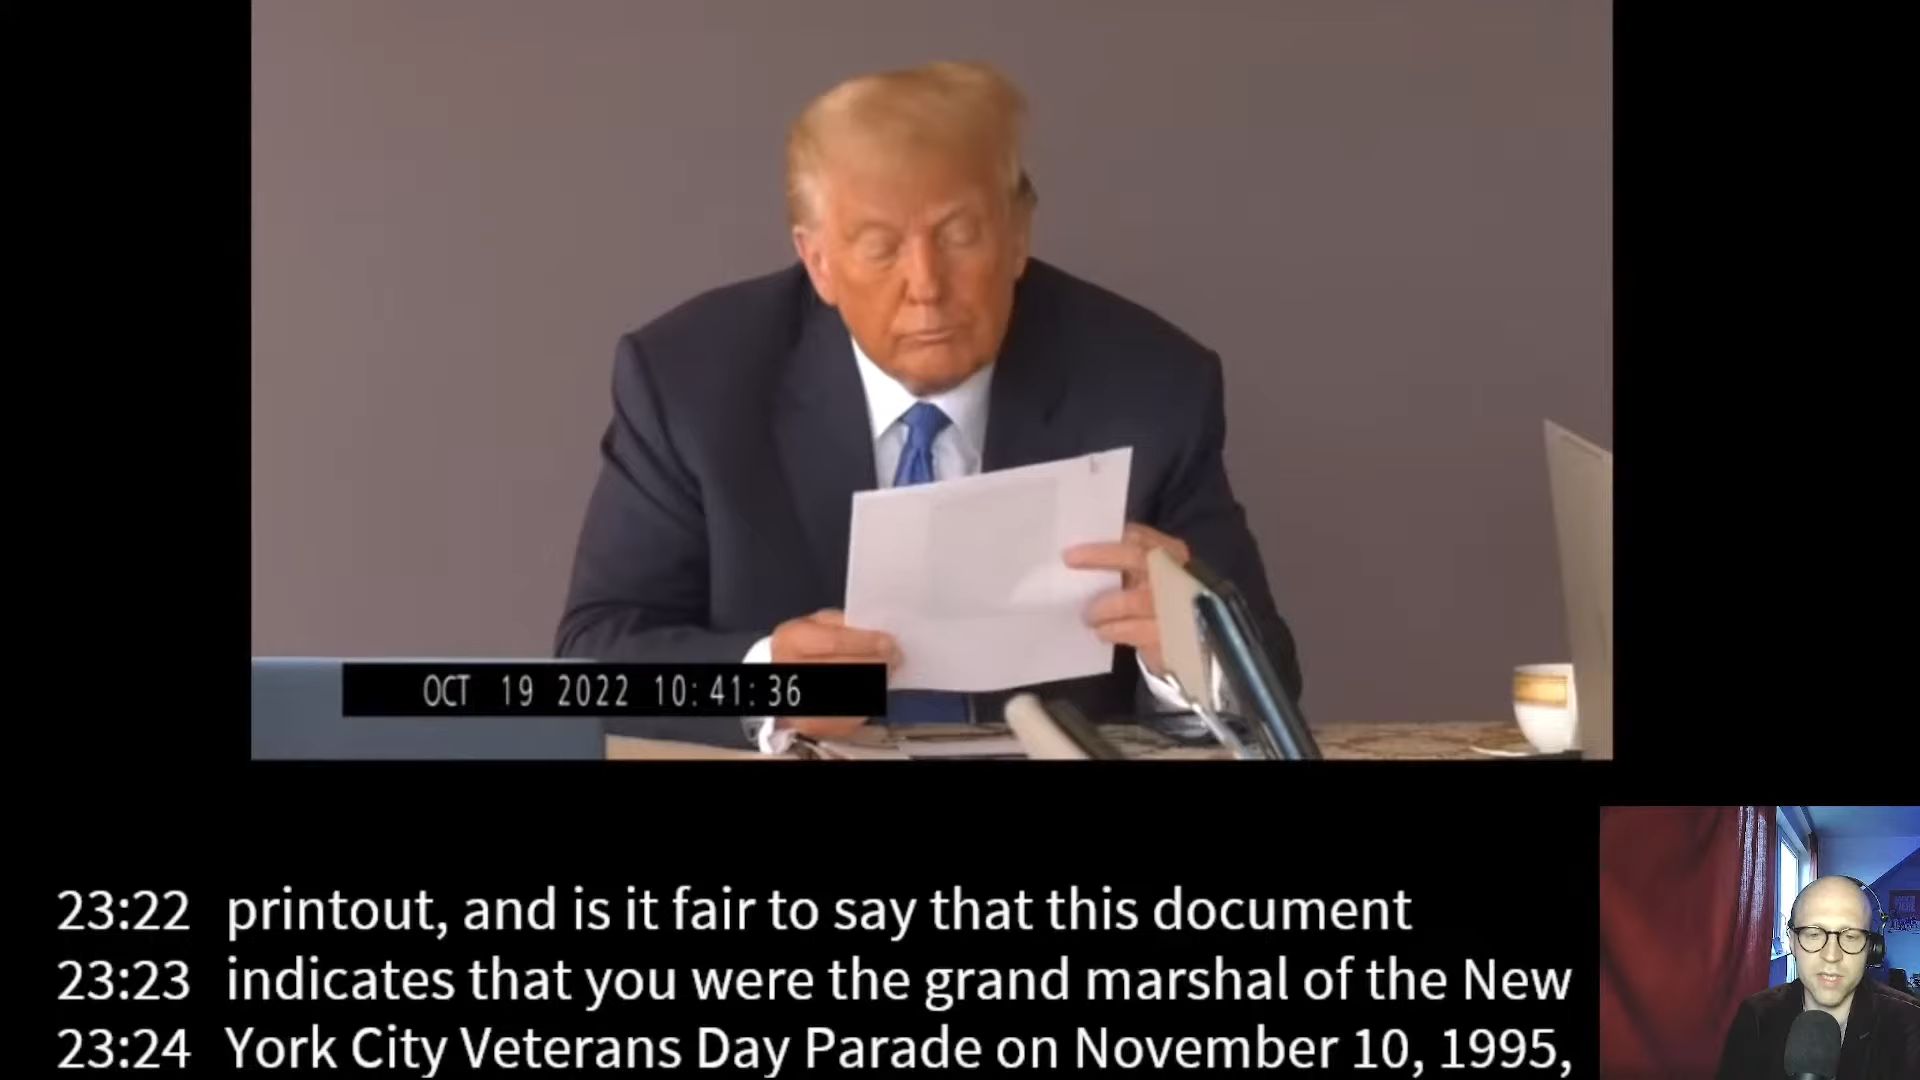 OCT 19 2022 10:41:36
23:22 printout, and is it fair to say that this document
23:23 indicates that you were the grand marshal of the New
23:24 York City Veterans Day Parade on November 10, 1995,